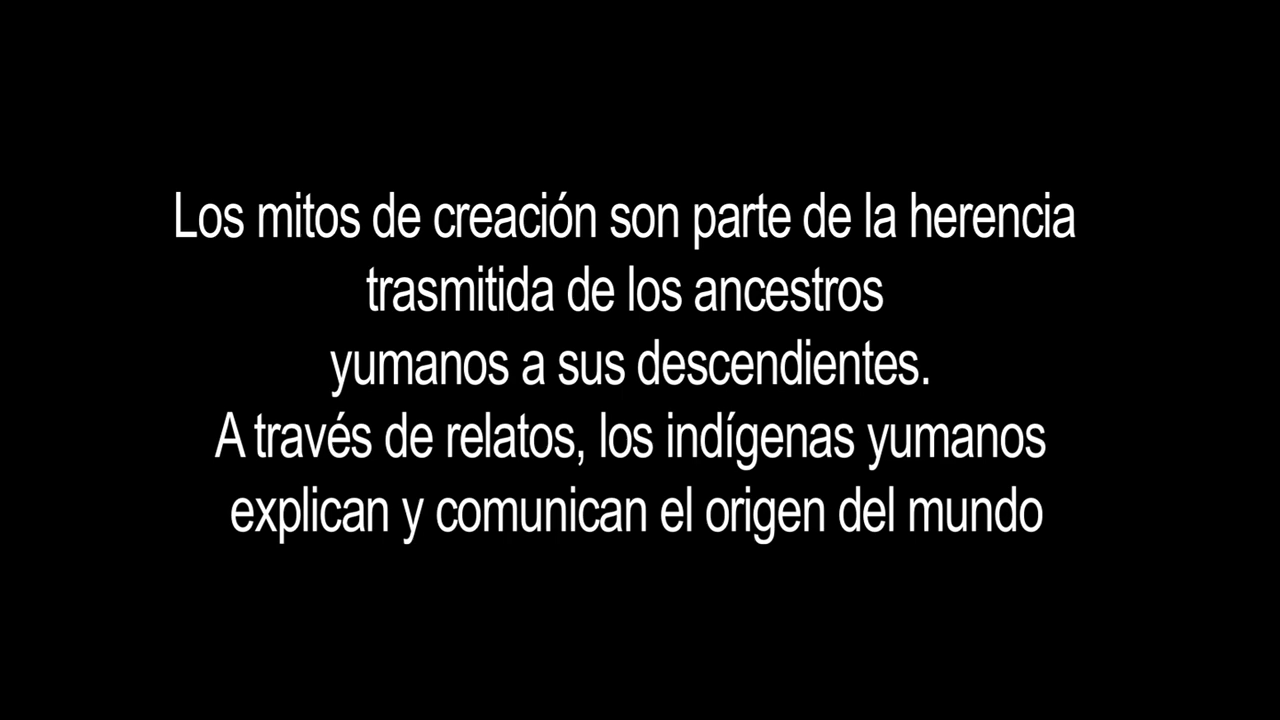 Los mitos de creación son parte de la herencia
trasmitida de los ancestros
yumanos a sus descendientes.
A través de relatos, los indígenas yumanos
explican y comunican el origen del mundo